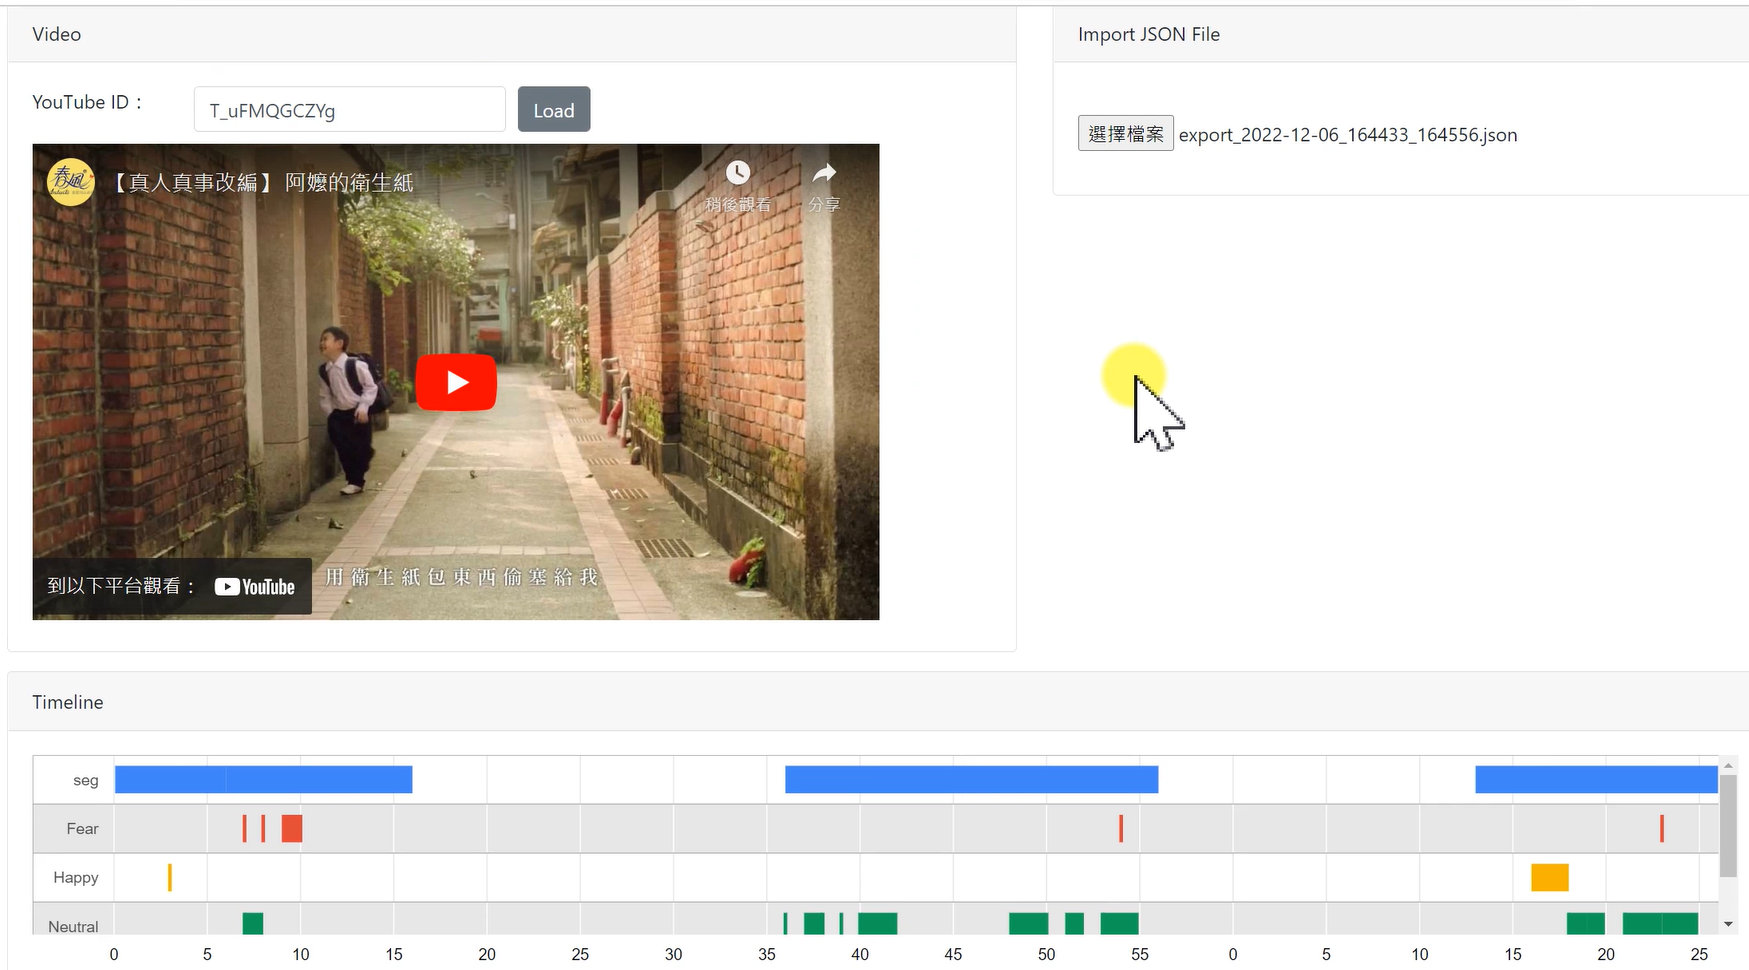 Video
Import JSON File
YouTube ID：
T_uFMQGCZYg
Load
選擇檔案 export_2022-12-06_164433_164556.json
春風
【真人真事改編】阿嬤的衛生紙
稍後觀看
分享
用衛生紙包東西偷塞給我
到以下平台觀看：
YouTube
Timeline
seg
Fear
Happy
Neutral
0 5 10 15 20 25 30 35 40 45 50 55 0 5 10 15 20 25